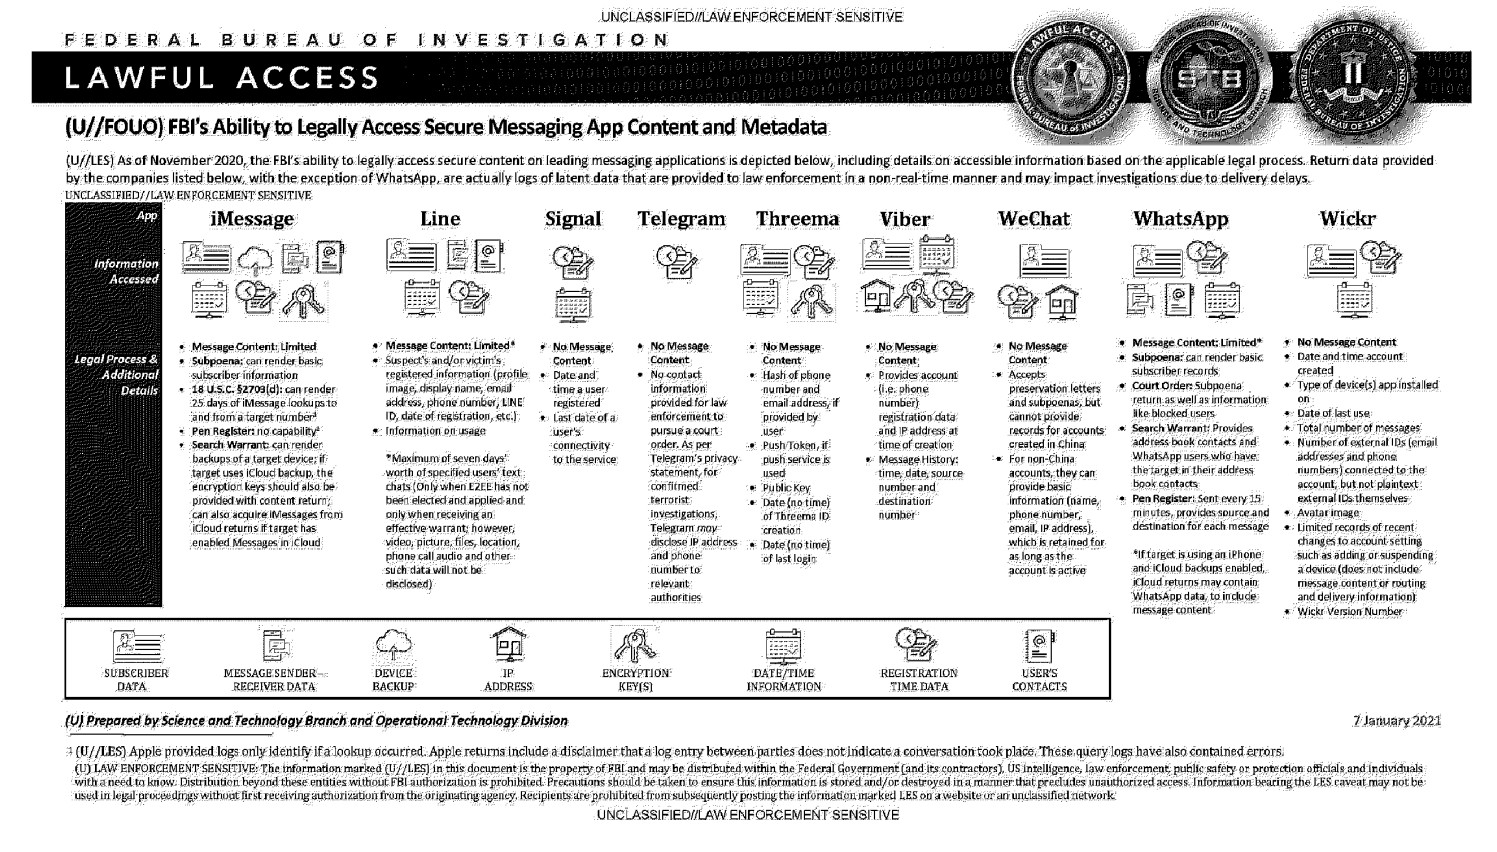 UNCLASSIFIED//LAW ENFORCEMENT SENSITIVE
FEDERAL BUREAU OF INVESTIGATION
LAWFUL ACCESS
(U//FOUO) FBI's Ability to Legally Access Secure Messaging App Content and Metadata
(U//LES) As of November 2020, the FBI's ability to legally access secure content on leading messaging applications is depicted below, including details on accessible information based on the applicable legal process. Return data provided
by the companies listed below, with the exception of WhatsApp, are actually logs of latent data that are provided to law enforcement in a non-real-time manner and may impact investigations due to delivery delays.
UNCLASSIFIED//LAW ENFORCEMENT SENSITIVE
App
Information
Accessed
Legal Process &
Additional
Details
iMessage
• Message Content: Limited
• Subpoena: can render basic
subscriber information
• 18 U.S.C. §2703(d): can render
25 days of iMessage lookups to
and from a target number¹
• Pen Register: no capability¹
• Search Warrant: can render
backups of a target device; if
target uses iCloud backup, the
encryption keys should also be
provided with content return;
can also acquire iMessages from
iCloud returns if target has
enabled Messages in iCloud
Line
• Message Content: Limited*
• Suspect's and/or victim's
registered information (profile
image, display name, email
address, phone number, LINE
ID, date of registration, etc.)
• Information on usage
*Maximum of seven days'
worth of specified users' text
chats (Only when E2EE has not
been elected and applied and
only when receiving an
effective warrant; however,
video, picture, files, location,
phone call audio and other
such data will not be
disclosed)
Signal
• No Message
Content
• Date and
time a user
registered
• Last date of a
user's
connectivity
to the service
Telegram
• No Message
Content
• No contact
information
provided for law
enforcement to
pursue a court
order. As per
Telegram's privacy
statement, for
confirmed
terrorist
investigations,
Telegram may
disclose IP address
and phone
number to
relevant
authorities
Threema
• No Message
Content
• Hash of phone
number and
email address, if
provided by
user
• Push Token, if
push service is
used
• Public Key
• Date (no time)
of Threema ID
creation
• Date (no time)
of last login
Viber
• No Message
Content
• Provides account
(i.e. phone
number)
registration data
and IP address at
time of creation
• Message History:
time, date, source
number and
destination
number
WeChat
• No Message
Content
• Accepts
preservation letters
and subpoenas, but
cannot provide
records for accounts
created in China
• For non-China
accounts, they can
provide basic
information (name,
phone number,
email, IP address),
which is retained for
as long as the
account is active
WhatsApp
• Message Content: Limited*
• Subpoena: can render basic
subscriber records
• Court Order: Subpoena
return as well as information
like blocked users
• Search Warrant: Provides
address book contacts and
WhatsApp users who have
the target in their address
book contacts
• Pen Register: Sent every 15
minutes, provides source and
destination for each message
*If target is using an iPhone
and iCloud backups enabled,
iCloud returns may contain
WhatsApp data, to include
message content
Wickr
• No Message Content
• Date and time account
created
• Type of device(s) app installed
on
• Date of last use
• Total number of messages
• Number of external IDs (email
addresses and phone
numbers) connected to the
account, but not plaintext
external IDs themselves
• Avatar image
• Limited records of recent
changes to account setting
such as adding or suspending
a device (does not include
message content or routing
and delivery information)
• Wickr Version Number
SUBSCRIBER
DATA
MESSAGE SENDER-
RECEIVER DATA
DEVICE
BACKUP
IP
ADDRESS
ENCRYPTION
KEY(S)
DATE/TIME
INFORMATION
REGISTRATION
TIME DATA
USER'S
CONTACTS
(U) Prepared by Science and Technology Branch and Operational Technology Division
7 January 2021
¹ (U//LES) Apple provided logs only identify if a lookup occurred. Apple returns include a disclaimer that a log entry between parties does not indicate a conversation took place. These query logs have also contained errors.
(U) LAW ENFORCEMENT SENSITIVE: The information marked (U//LES) in this document is the property of FBI and may be distributed within the Federal Government (and its contractors), US intelligence, law enforcement, public safety or protection officials and individuals
with a need to know. Distribution beyond these entities without FBI authorization is prohibited. Precautions should be taken to ensure this information is stored and/or destroyed in a manner that precludes unauthorized access. Information bearing the LES caveat may not be
used in legal proceedings without first receiving authorization from the originating agency. Recipients are prohibited from subsequently posting the information marked LES on a website or an unclassified network.
UNCLASSIFIED//LAW ENFORCEMENT SENSITIVE